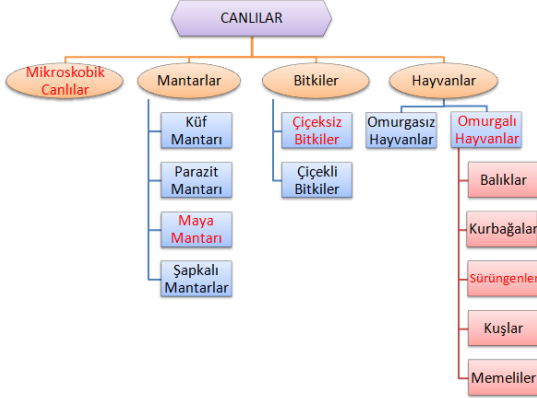 CANLILAR
Mikroskobik
Canlılar
Mantarlar
Bitkiler
Hayvanlar
Küf
Mantarı
Parazit
Mantarı
Maya
Mantarı
Şapkalı
Mantarlar
Çiçeksiz
Bitkiler
Çiçekli
Bitkiler
Omurgasız
Hayvanlar
Omurgalı
Hayvanlar
Balıklar
Kurbağalar
Sürüngenler
Kuşlar
Memeliler